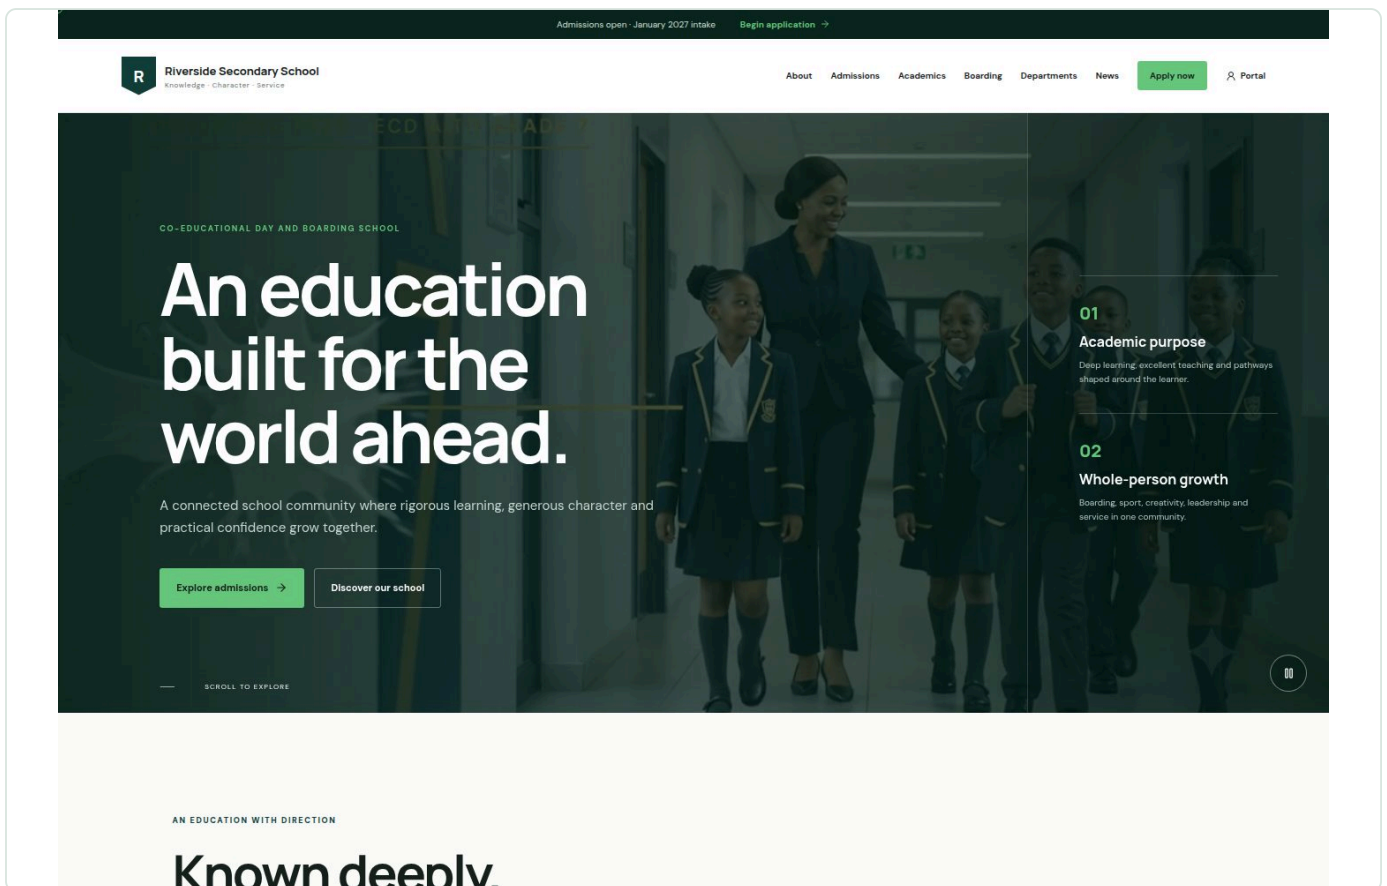 Admissions open · January 2027 intake Begin application →
R
Riverside Secondary School
Knowledge · Character · Service
About Admissions Academics Boarding Departments News Apply now Portal
ECD
CO-EDUCATIONAL DAY AND BOARDING SCHOOL
An education
built for the
world ahead.
A connected school community where rigorous learning, generous character and
practical confidence grow together.
Explore admissions →
Discover our school
SCROLL TO EXPLORE
01
Academic purpose
Deep learning, excellent teaching and pathways
shaped around the learner.
02
Whole-person growth
Boarding, sport, creativity, leadership and
service in one community.
AN EDUCATION WITH DIRECTION
Known deeply.